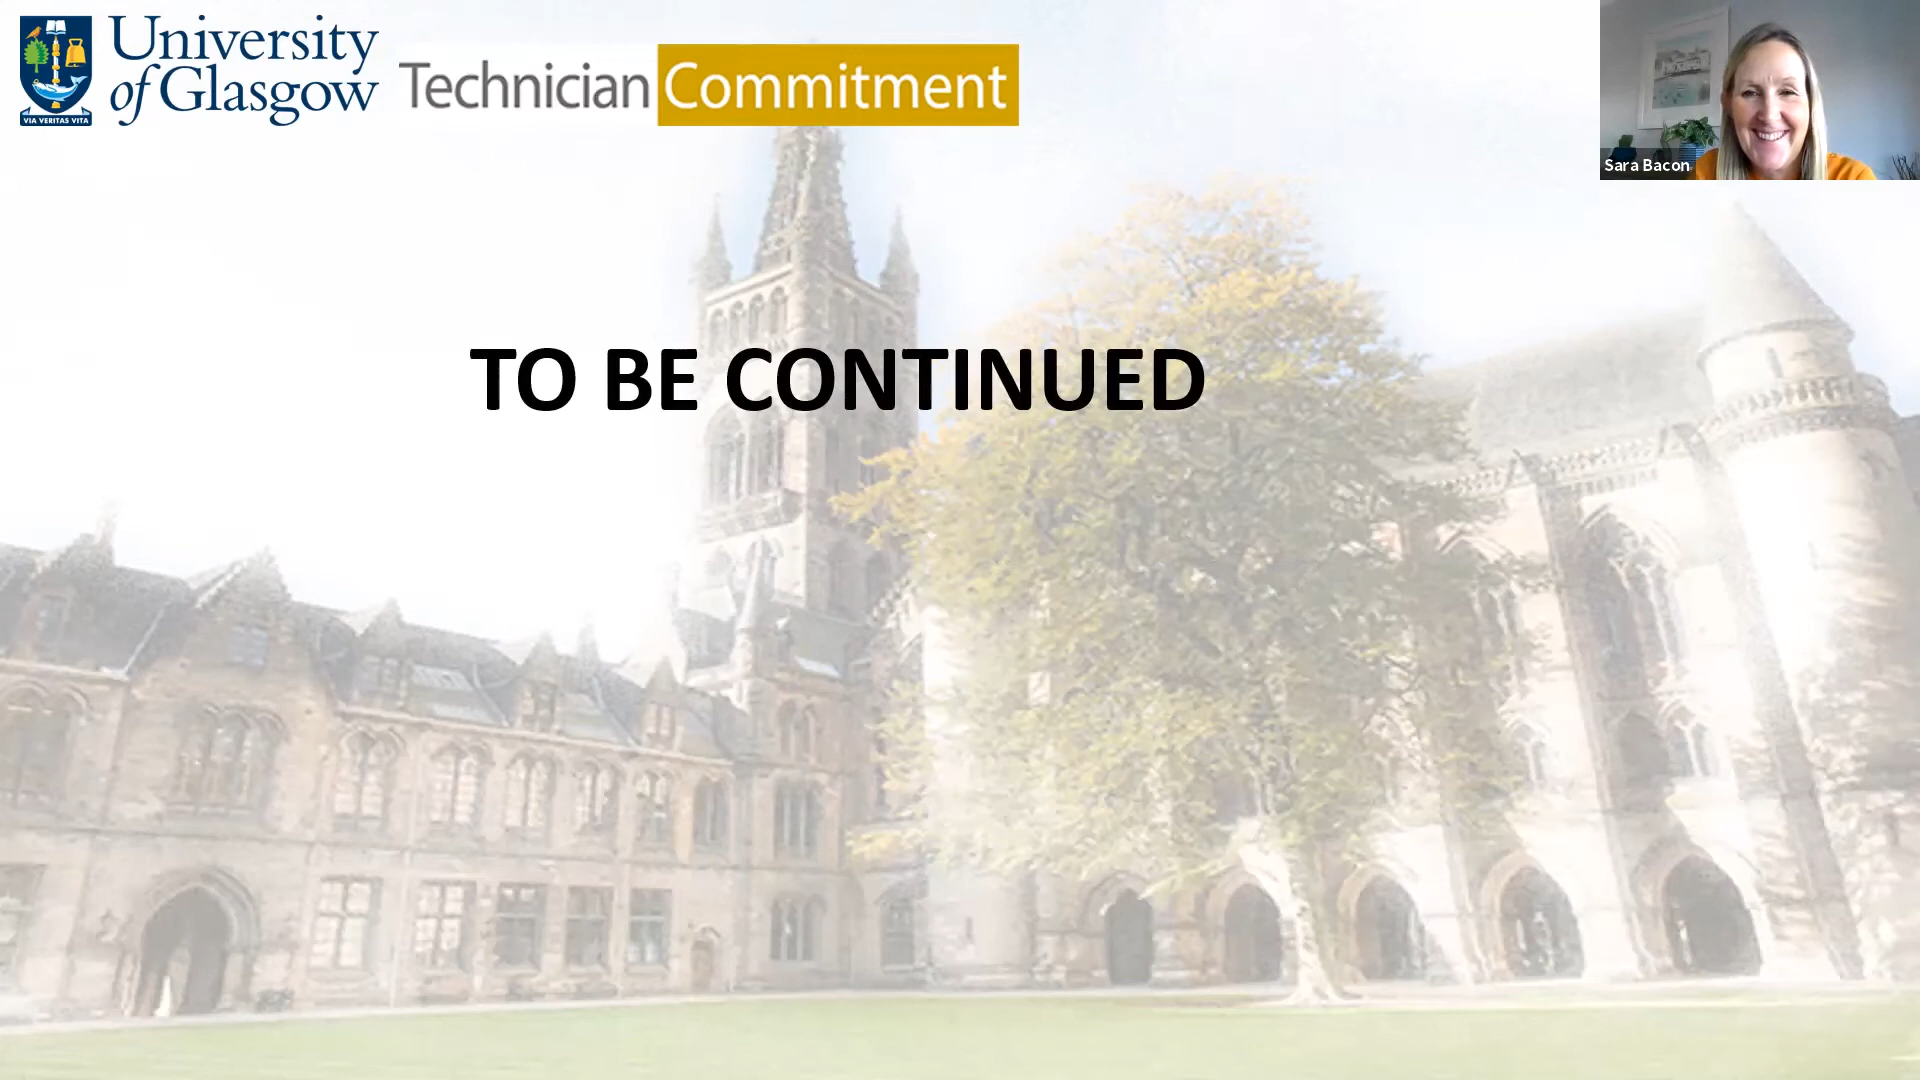 University
of Glasgow
VIA VERITAS VITA
Technician Commitment
Sara Bacon
TO BE CONTINUED